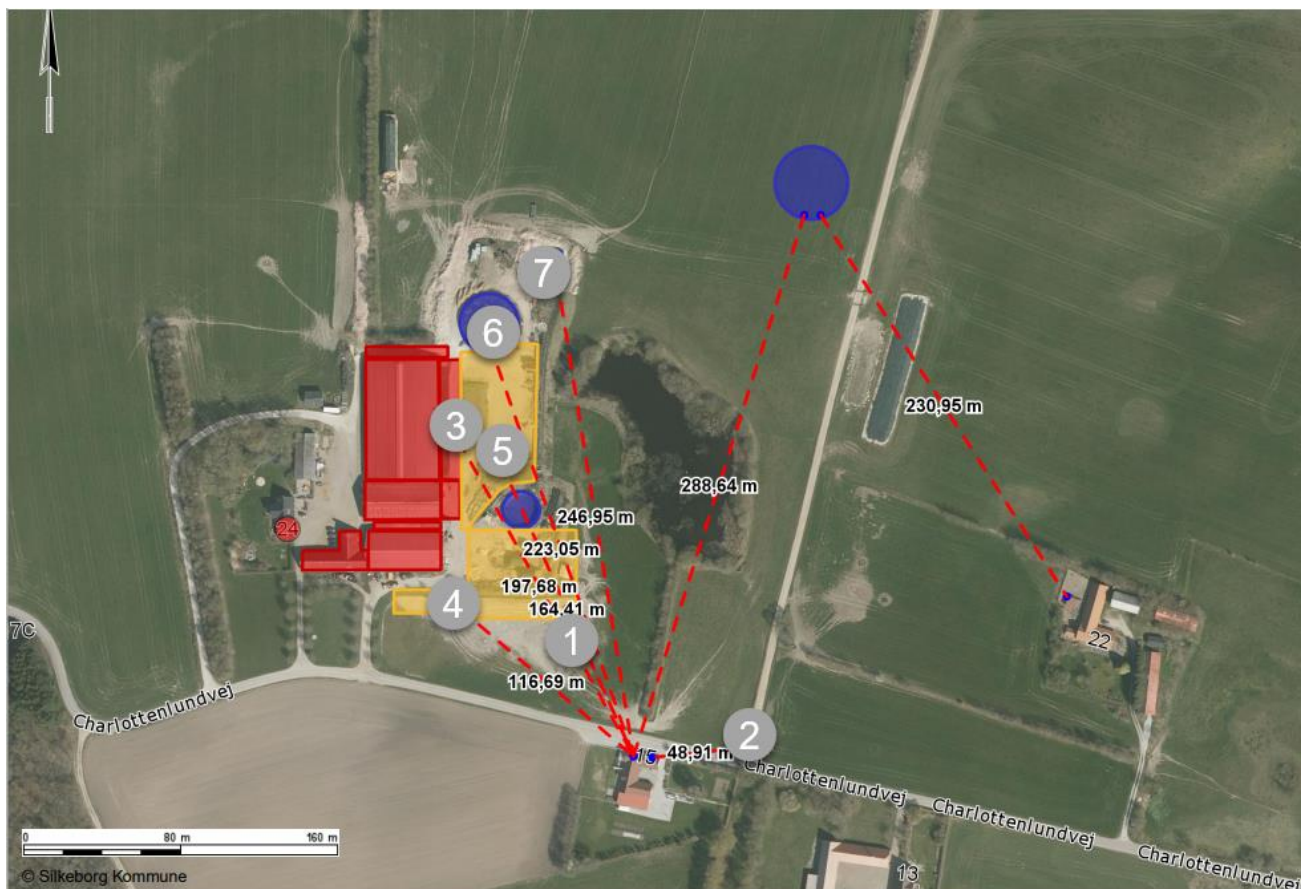 7
6
230,95 m
3
5
288,64 m
246,95 m
24
223,05 m
197,68 m
4
164,41 m
1
7C
22
116,69 m
Charlottenlundvej
2
15
48,91 m
Charlottenlundvej
Charlottenlundvej
0 80 m 160 m
Charlottenlundvej
13
© Silkeborg Kommune